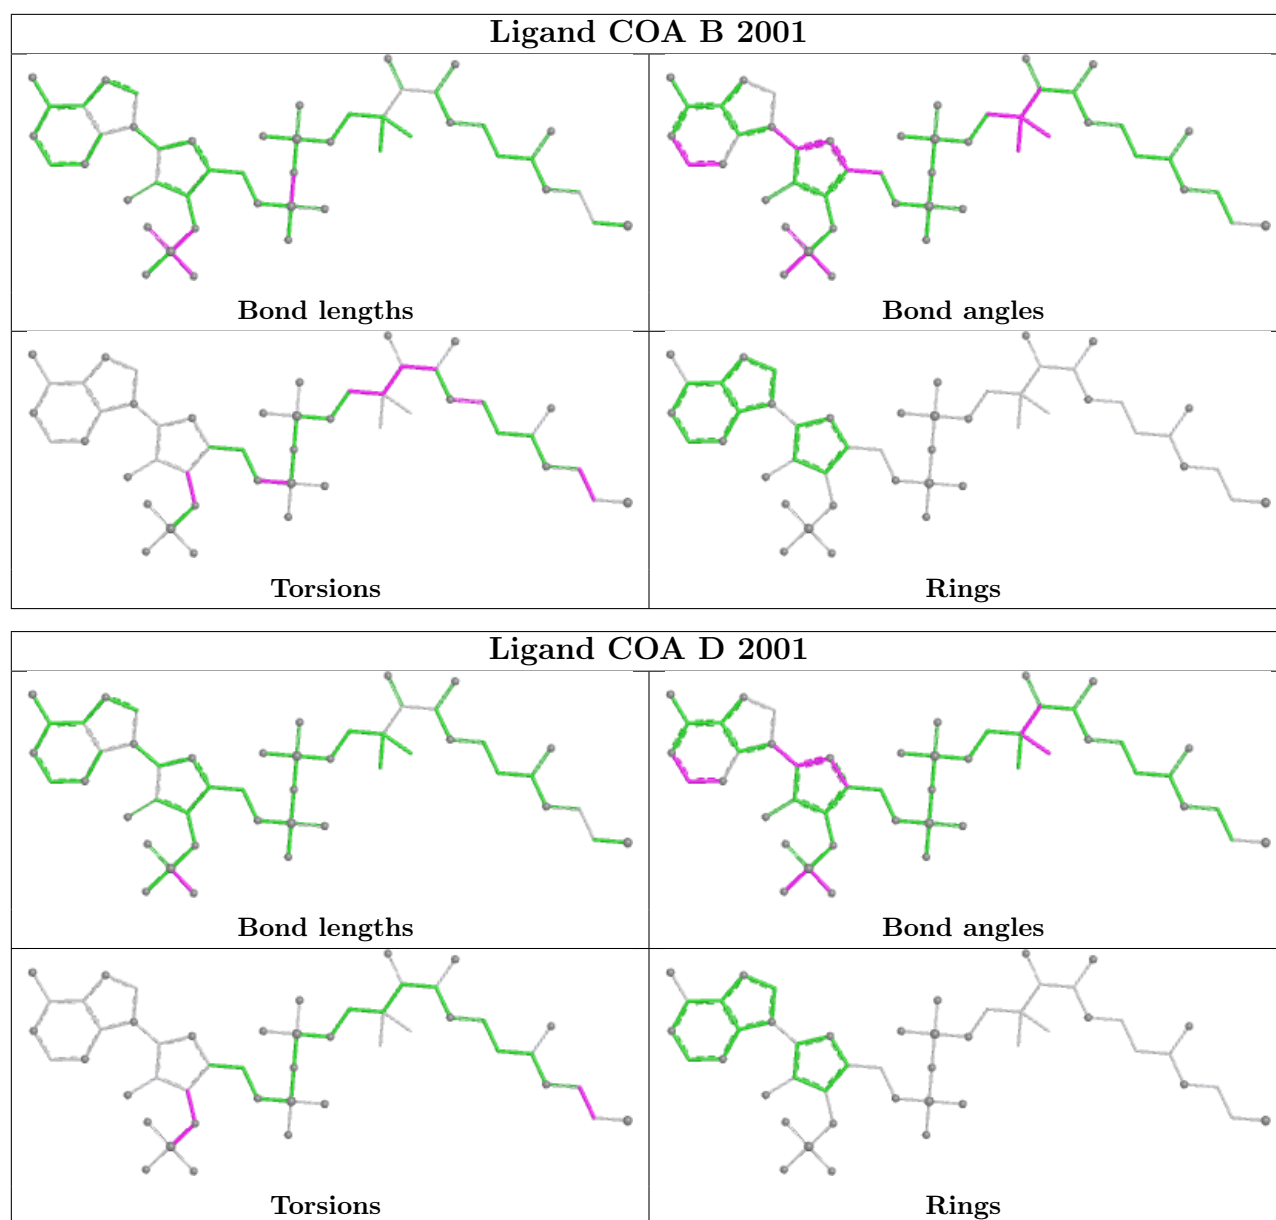 Ligand COA B 2001
Bond lengths
Bond angles
Torsions
Rings
Ligand COA D 2001
Bond lengths
Bond angles
Torsions
Rings